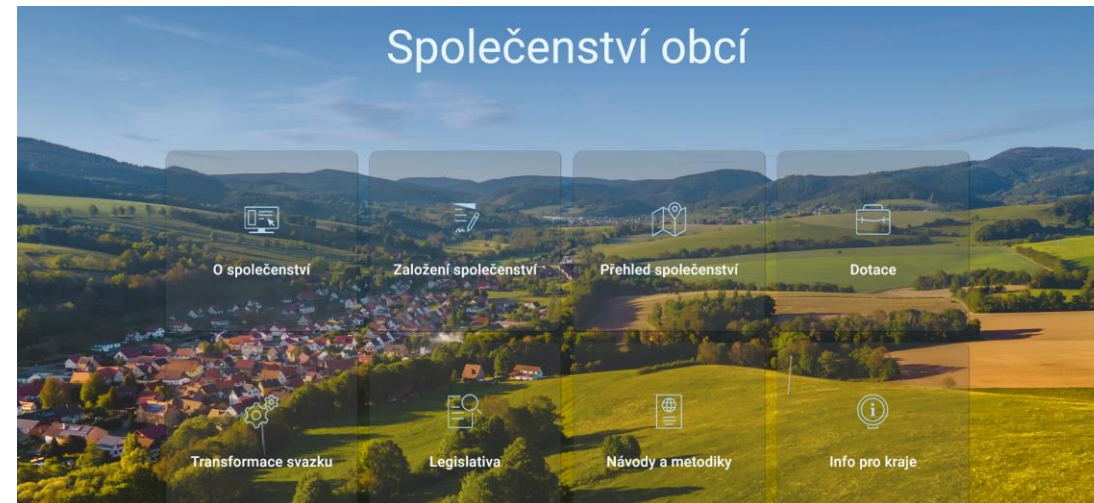 Společenství obcí
O společenství
Založení společenství
Přehled společenství
Dotace
Transformace svazku
Legislativa
Návody a metodiky
Info pro kraje